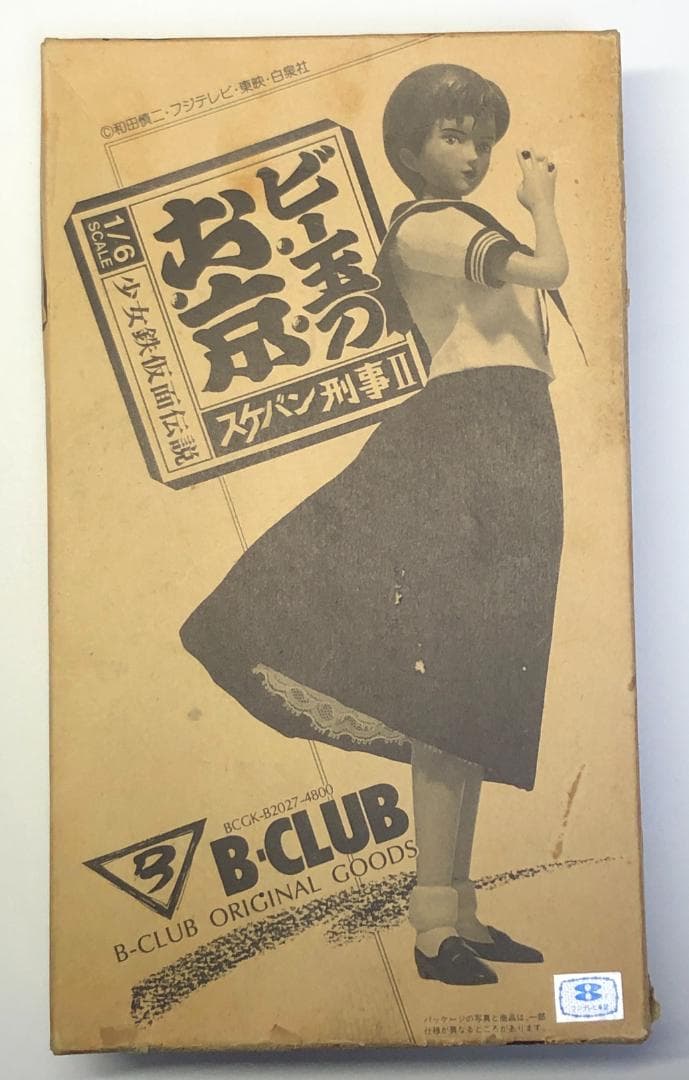 ©和田慎二・フジテレビ・東映・白泉社
1/6
SCALE
ビー玉の
お京
少女鉄仮面伝説
スケバン刑事II
BCGK-B2027-4800
B
B-CLUB
B-CLUB ORIGINAL GOODS
8
パッケージの写真と商品は、一部
仕様が異なるところがあります。